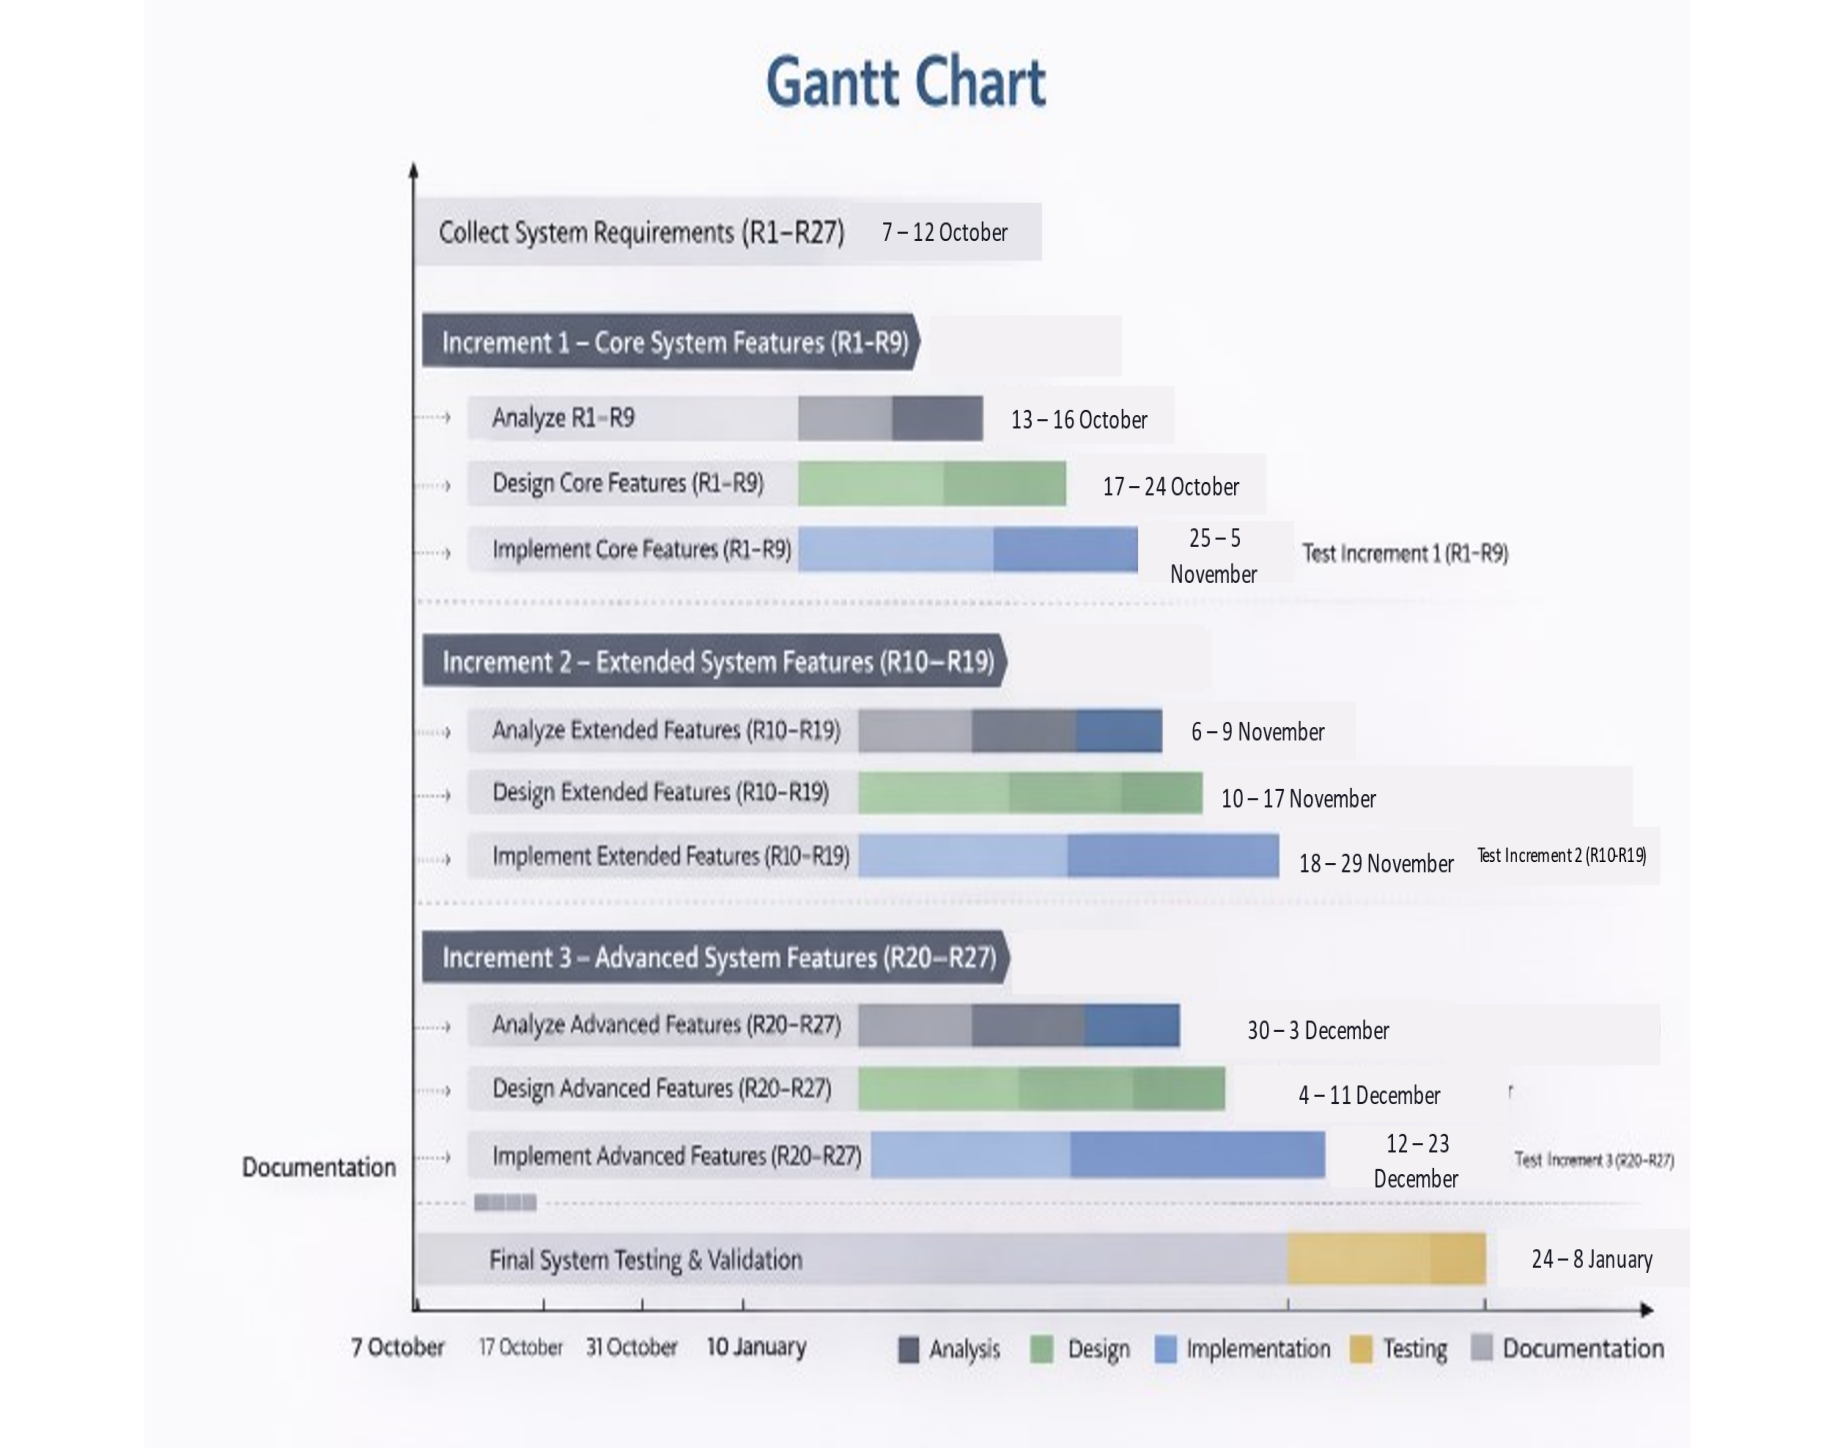 Gantt Chart
Collect System Requirements (R1–R27) 7 – 12 October
Increment 1 – Core System Features (R1-R9)
Analyze R1–R9 13 – 16 October
Design Core Features (R1–R9) 17 – 24 October
Implement Core Features (R1–R9) 25 – 5
November
Test Increment 1 (R1–R9)
Increment 2 – Extended System Features (R10–R19)
Analyze Extended Features (R10–R19) 6 – 9 November
Design Extended Features (R10–R19) 10 – 17 November
Implement Extended Features (R10–R19) 18 – 29 November Test Increment 2 (R10-R19)
Increment 3 – Advanced System Features (R20–R27)
Analyze Advanced Features (R20–R27) 30 – 3 December
Design Advanced Features (R20–R27) 4 – 11 December
Implement Advanced Features (R20–R27) 12 – 23
December
Test Increment 3 (R20–R27)
Documentation
Final System Testing & Validation 24 – 8 January
7 October 17 October 31 October 10 January
Analysis Design Implementation Testing Documentation